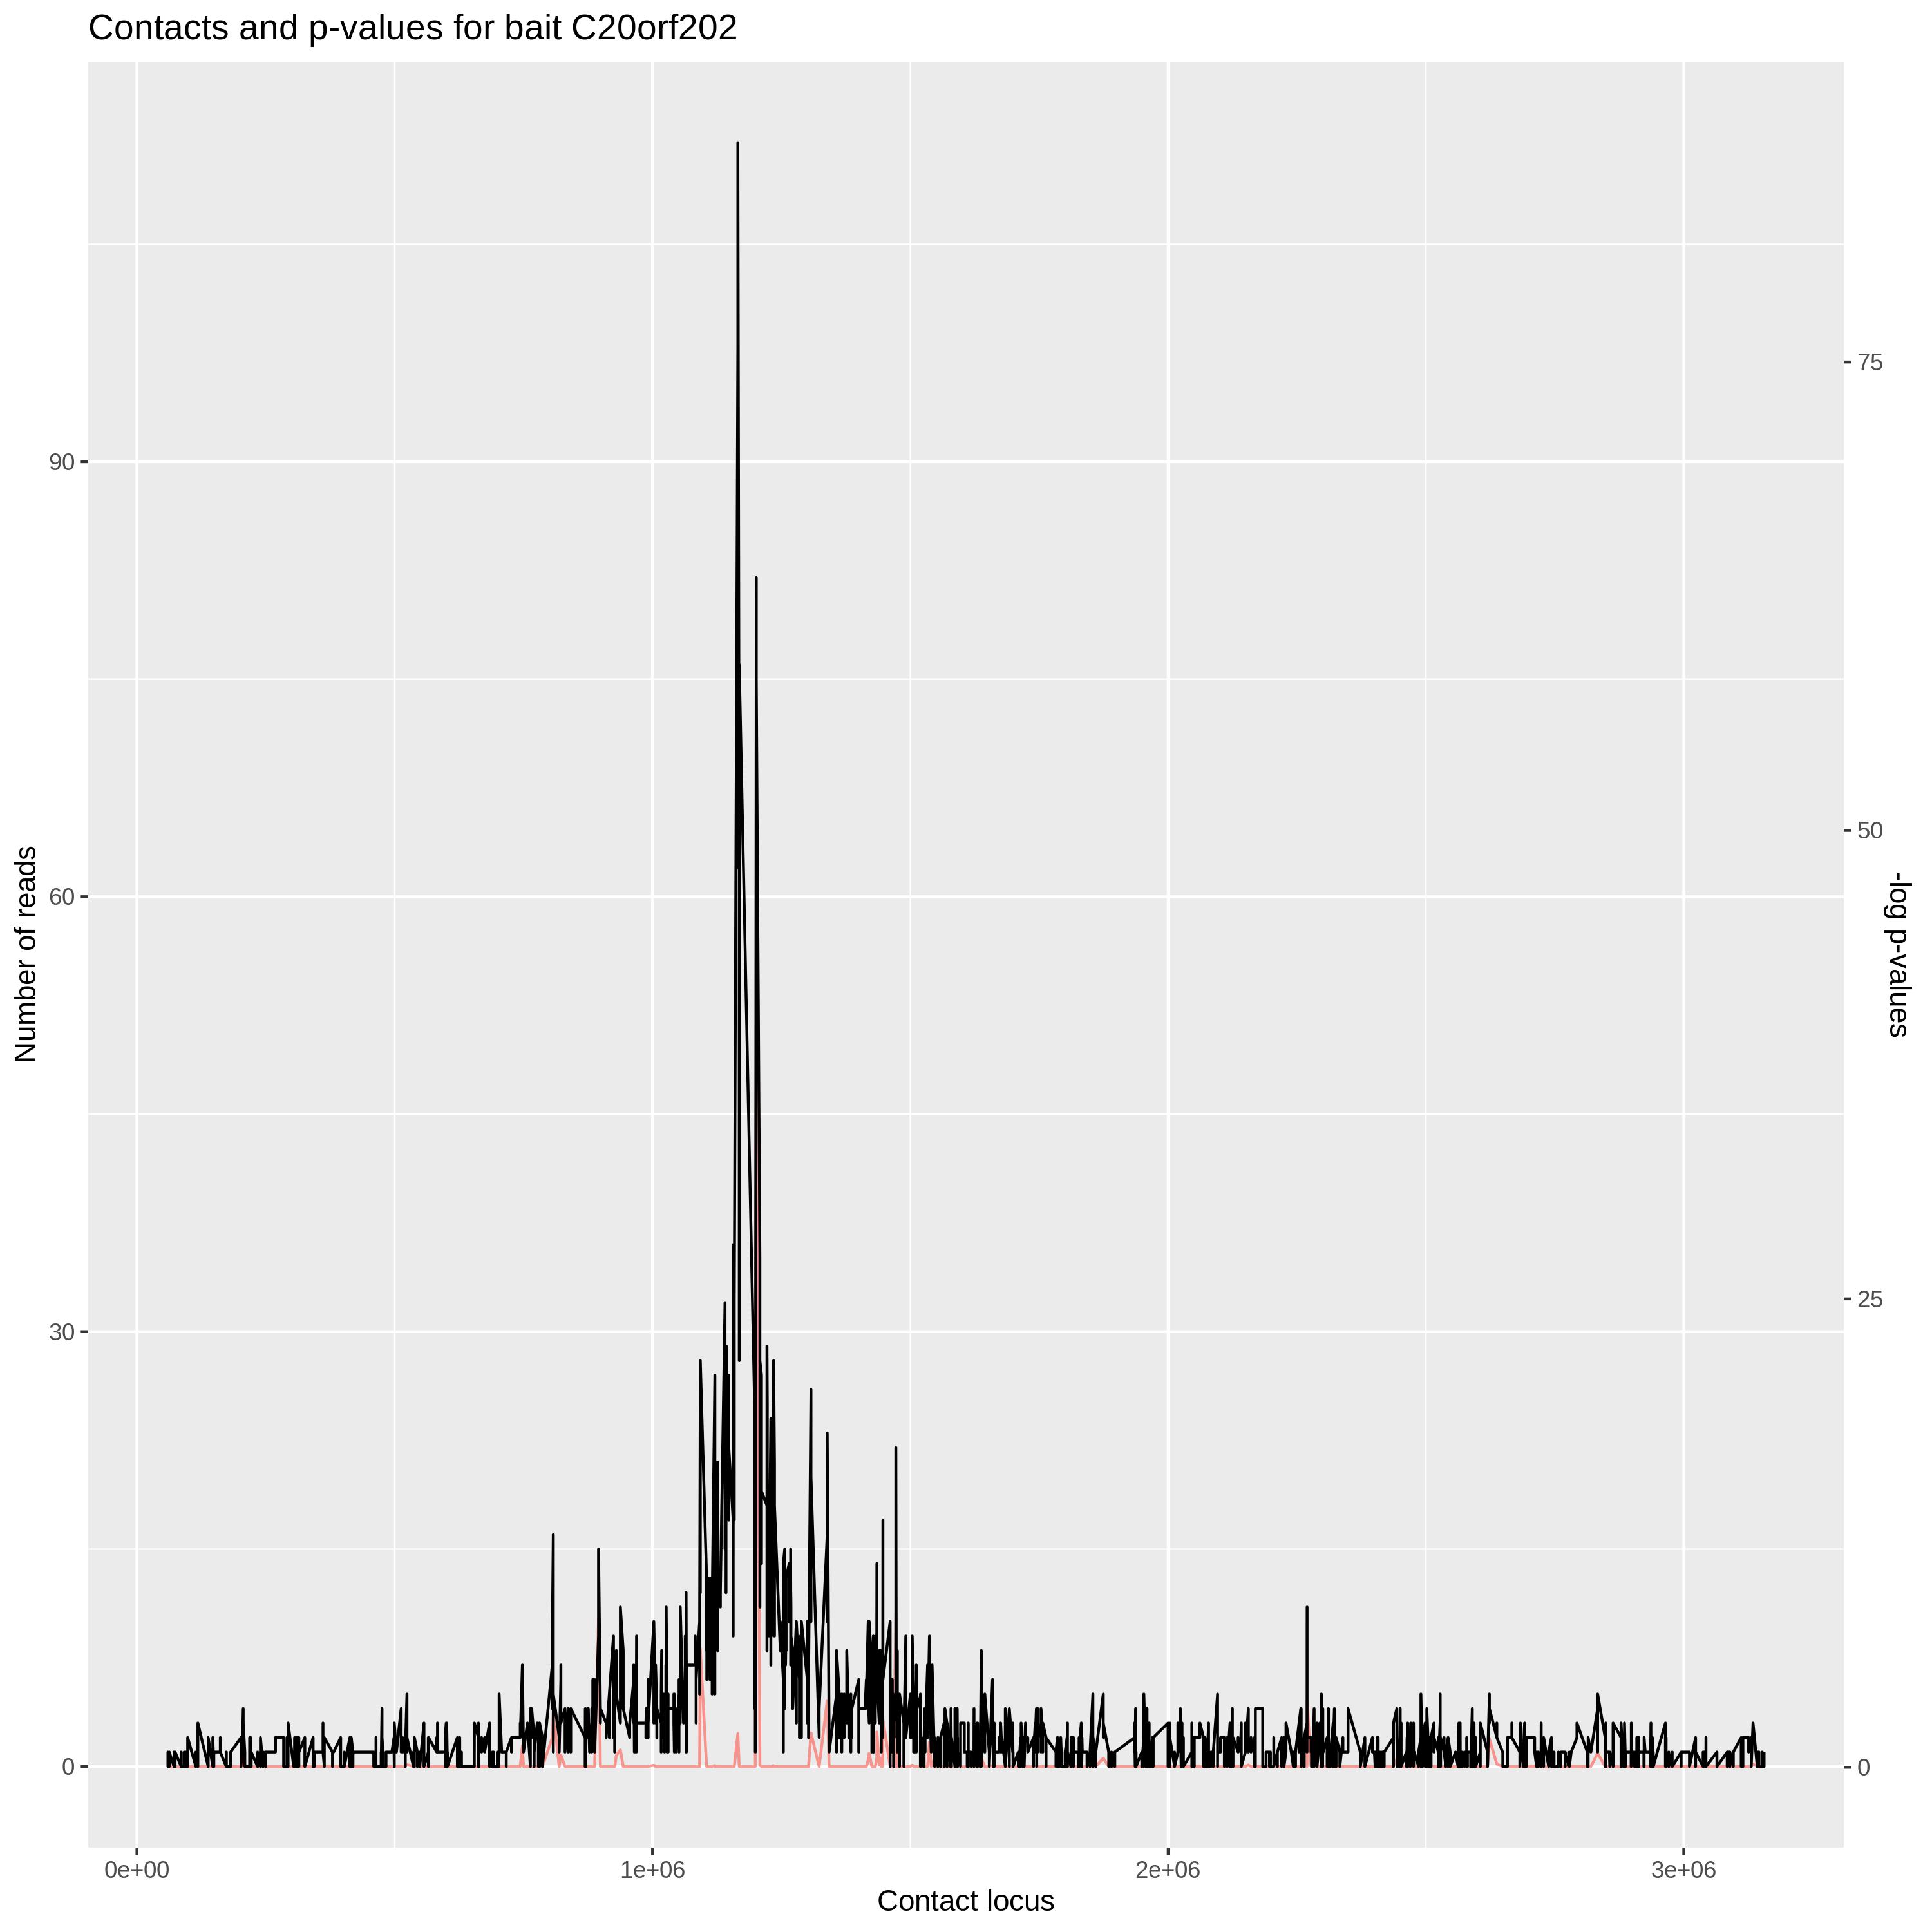 Contacts and p-values for bait C20orf202
Number of reads
90
60
30
0
75
50
25
0
-log p-values
0e+00
1e+06
2e+06
3e+06
Contact locus